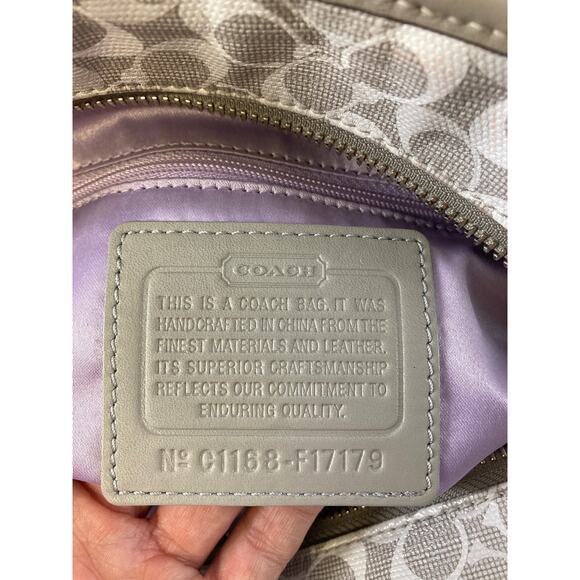 COACH
THIS IS A COACH BAG. IT WAS
HANDCRAFTED IN CHINA FROM THE
FINEST MATERIALS AND LEATHER.
ITS SUPERIOR CRAFTSMANSHIP
REFLECTS OUR COMMITMENT TO
ENDURING QUALITY.
Nº C1168-F17179